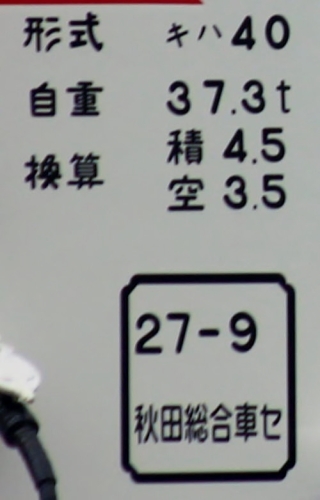 形式 キハ40
自重 37.3t
換算 積 4.5
空 3.5
27-9
秋田総合車セ